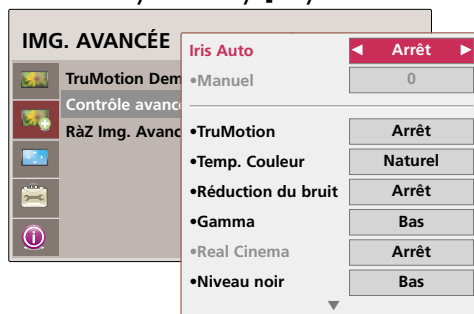 IMG. AVANCÉE
TruMotion Dem
Contrôle avanc
RàZ Img. Avanc
Iris Auto ◀ Arrêt ▶
•Manuel 0
•TruMotion Arrêt
•Temp. Couleur Naturel
•Réduction du bruit Arrêt
•Gamma Bas
•Real Cinema Arrêt
•Niveau noir Bas
▼